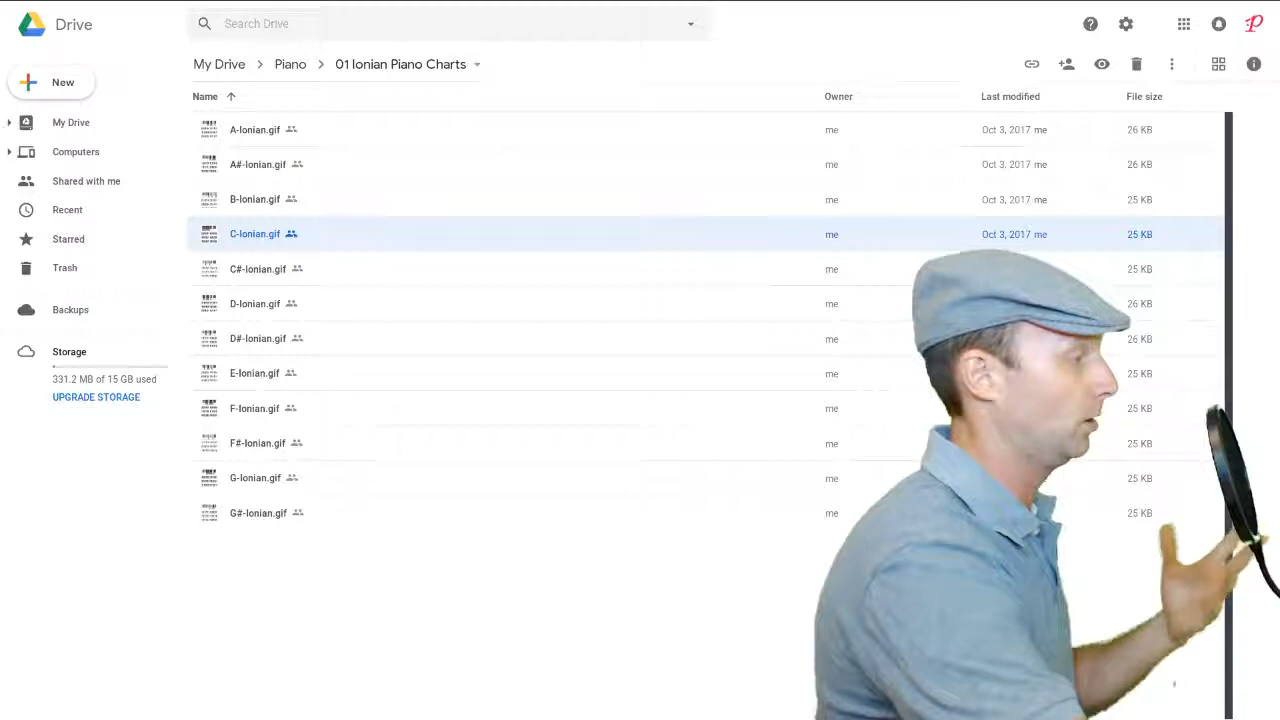 Drive
Search Drive
New
My Drive
Computers
Shared with me
Recent
Starred
Trash
Backups
Storage
331.2 MB of 15 GB used
UPGRADE STORAGE
My Drive Piano 01 Ionian Piano Charts
Name Owner Last modified File size
A-Ionian.gif me Oct 3, 2017 me 26 KB
A#-Ionian.gif me Oct 3, 2017 me 26 KB
B-Ionian.gif me Oct 3, 2017 me 25 KB
C-Ionian.gif me Oct 3, 2017 me 25 KB
C#-Ionian.gif me 25 KB
D-Ionian.gif me 26 KB
D#-Ionian.gif me 26 KB
E-Ionian.gif me 25 KB
F-Ionian.gif me 25 KB
F#-Ionian.gif me 25 KB
G-Ionian.gif me 25 KB
G#-Ionian.gif me 25 KB